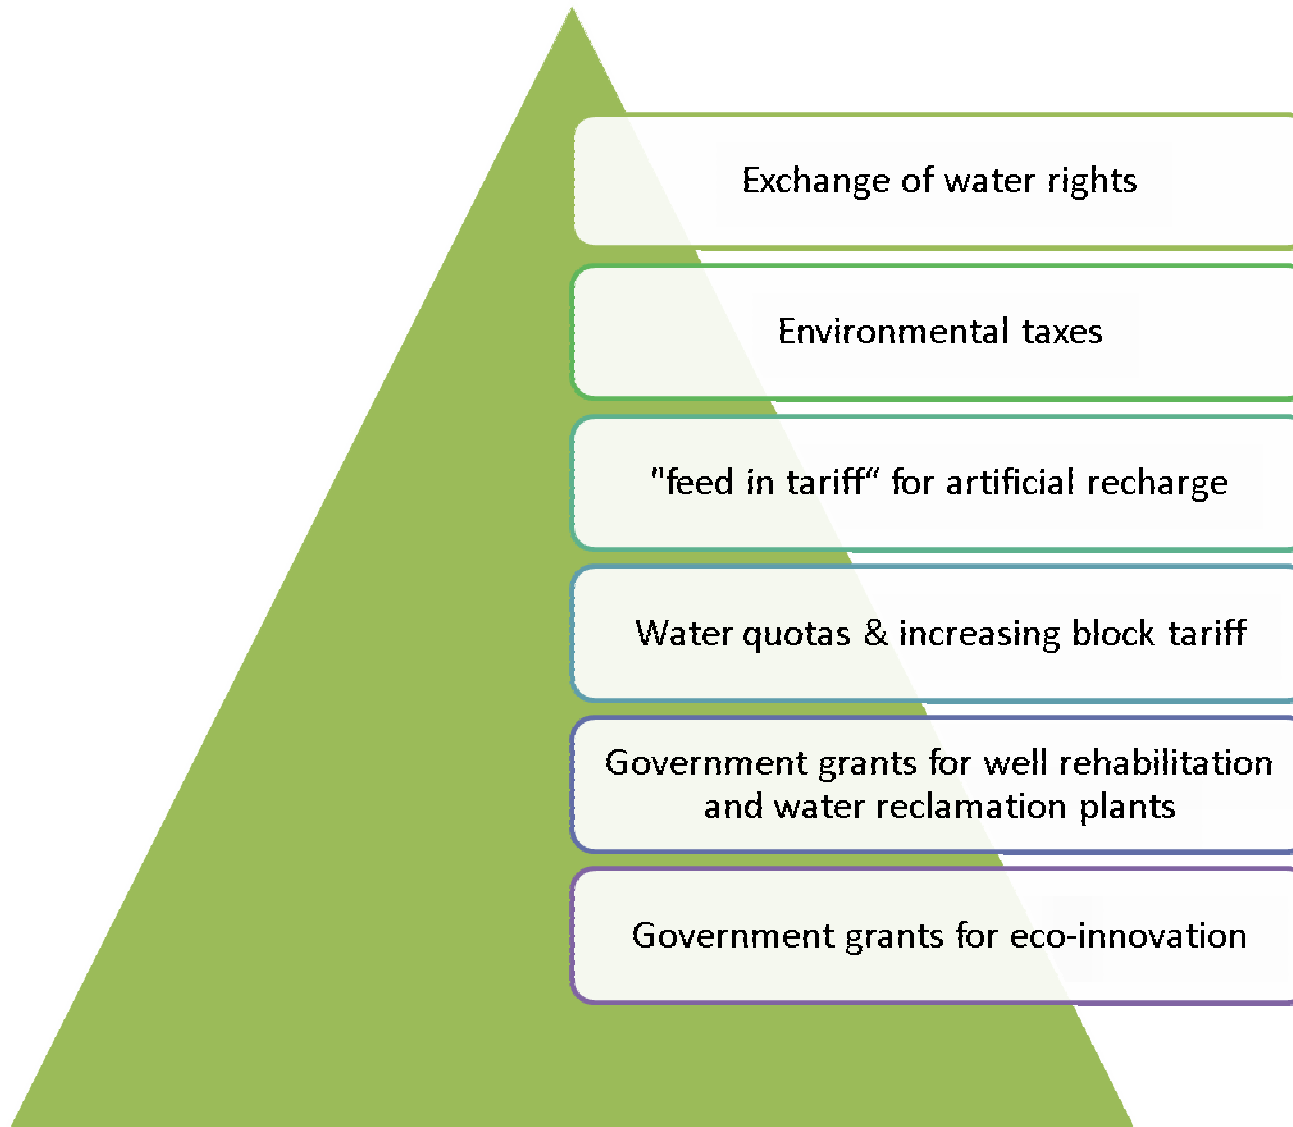 Exchange of water rights
Environmental taxes
"feed in tariff“ for artificial recharge
Water quotas & increasing block tariff
Government grants for well rehabilitation
and water reclamation plants
Government grants for eco-innovation